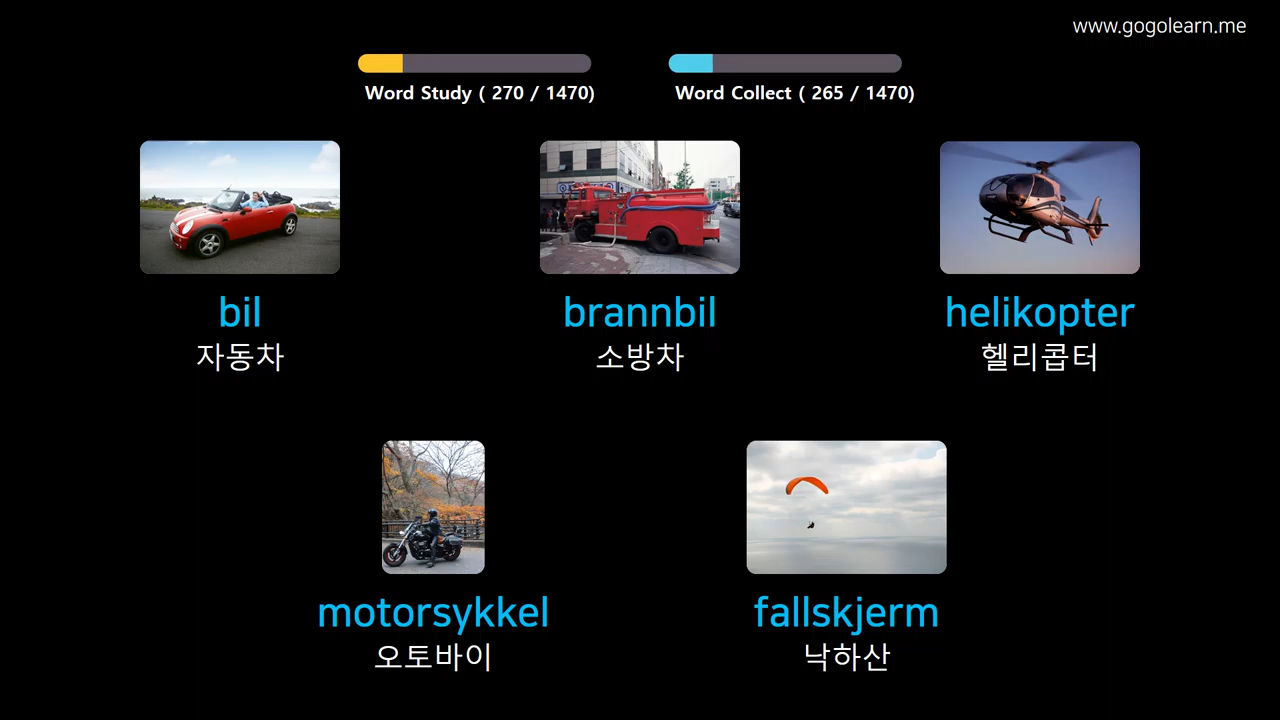 www.gogolearn.me
Word Study ( 270 / 1470)
Word Collect ( 265 / 1470)
bil
자동차
brannbil
소방차
helikopter
헬리콥터
motorsykkel
오토바이
fallskjerm
낙하산